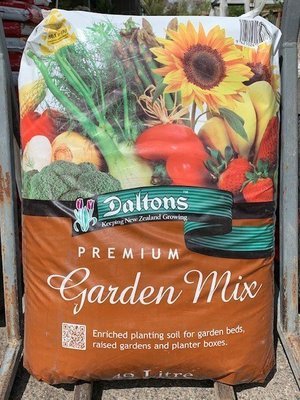 Daltons
Keeping New Zealand Growing.
PREMIUM
Garden Mix
Enriched planting soil for garden beds,
raised gardens and planter boxes.
Litre